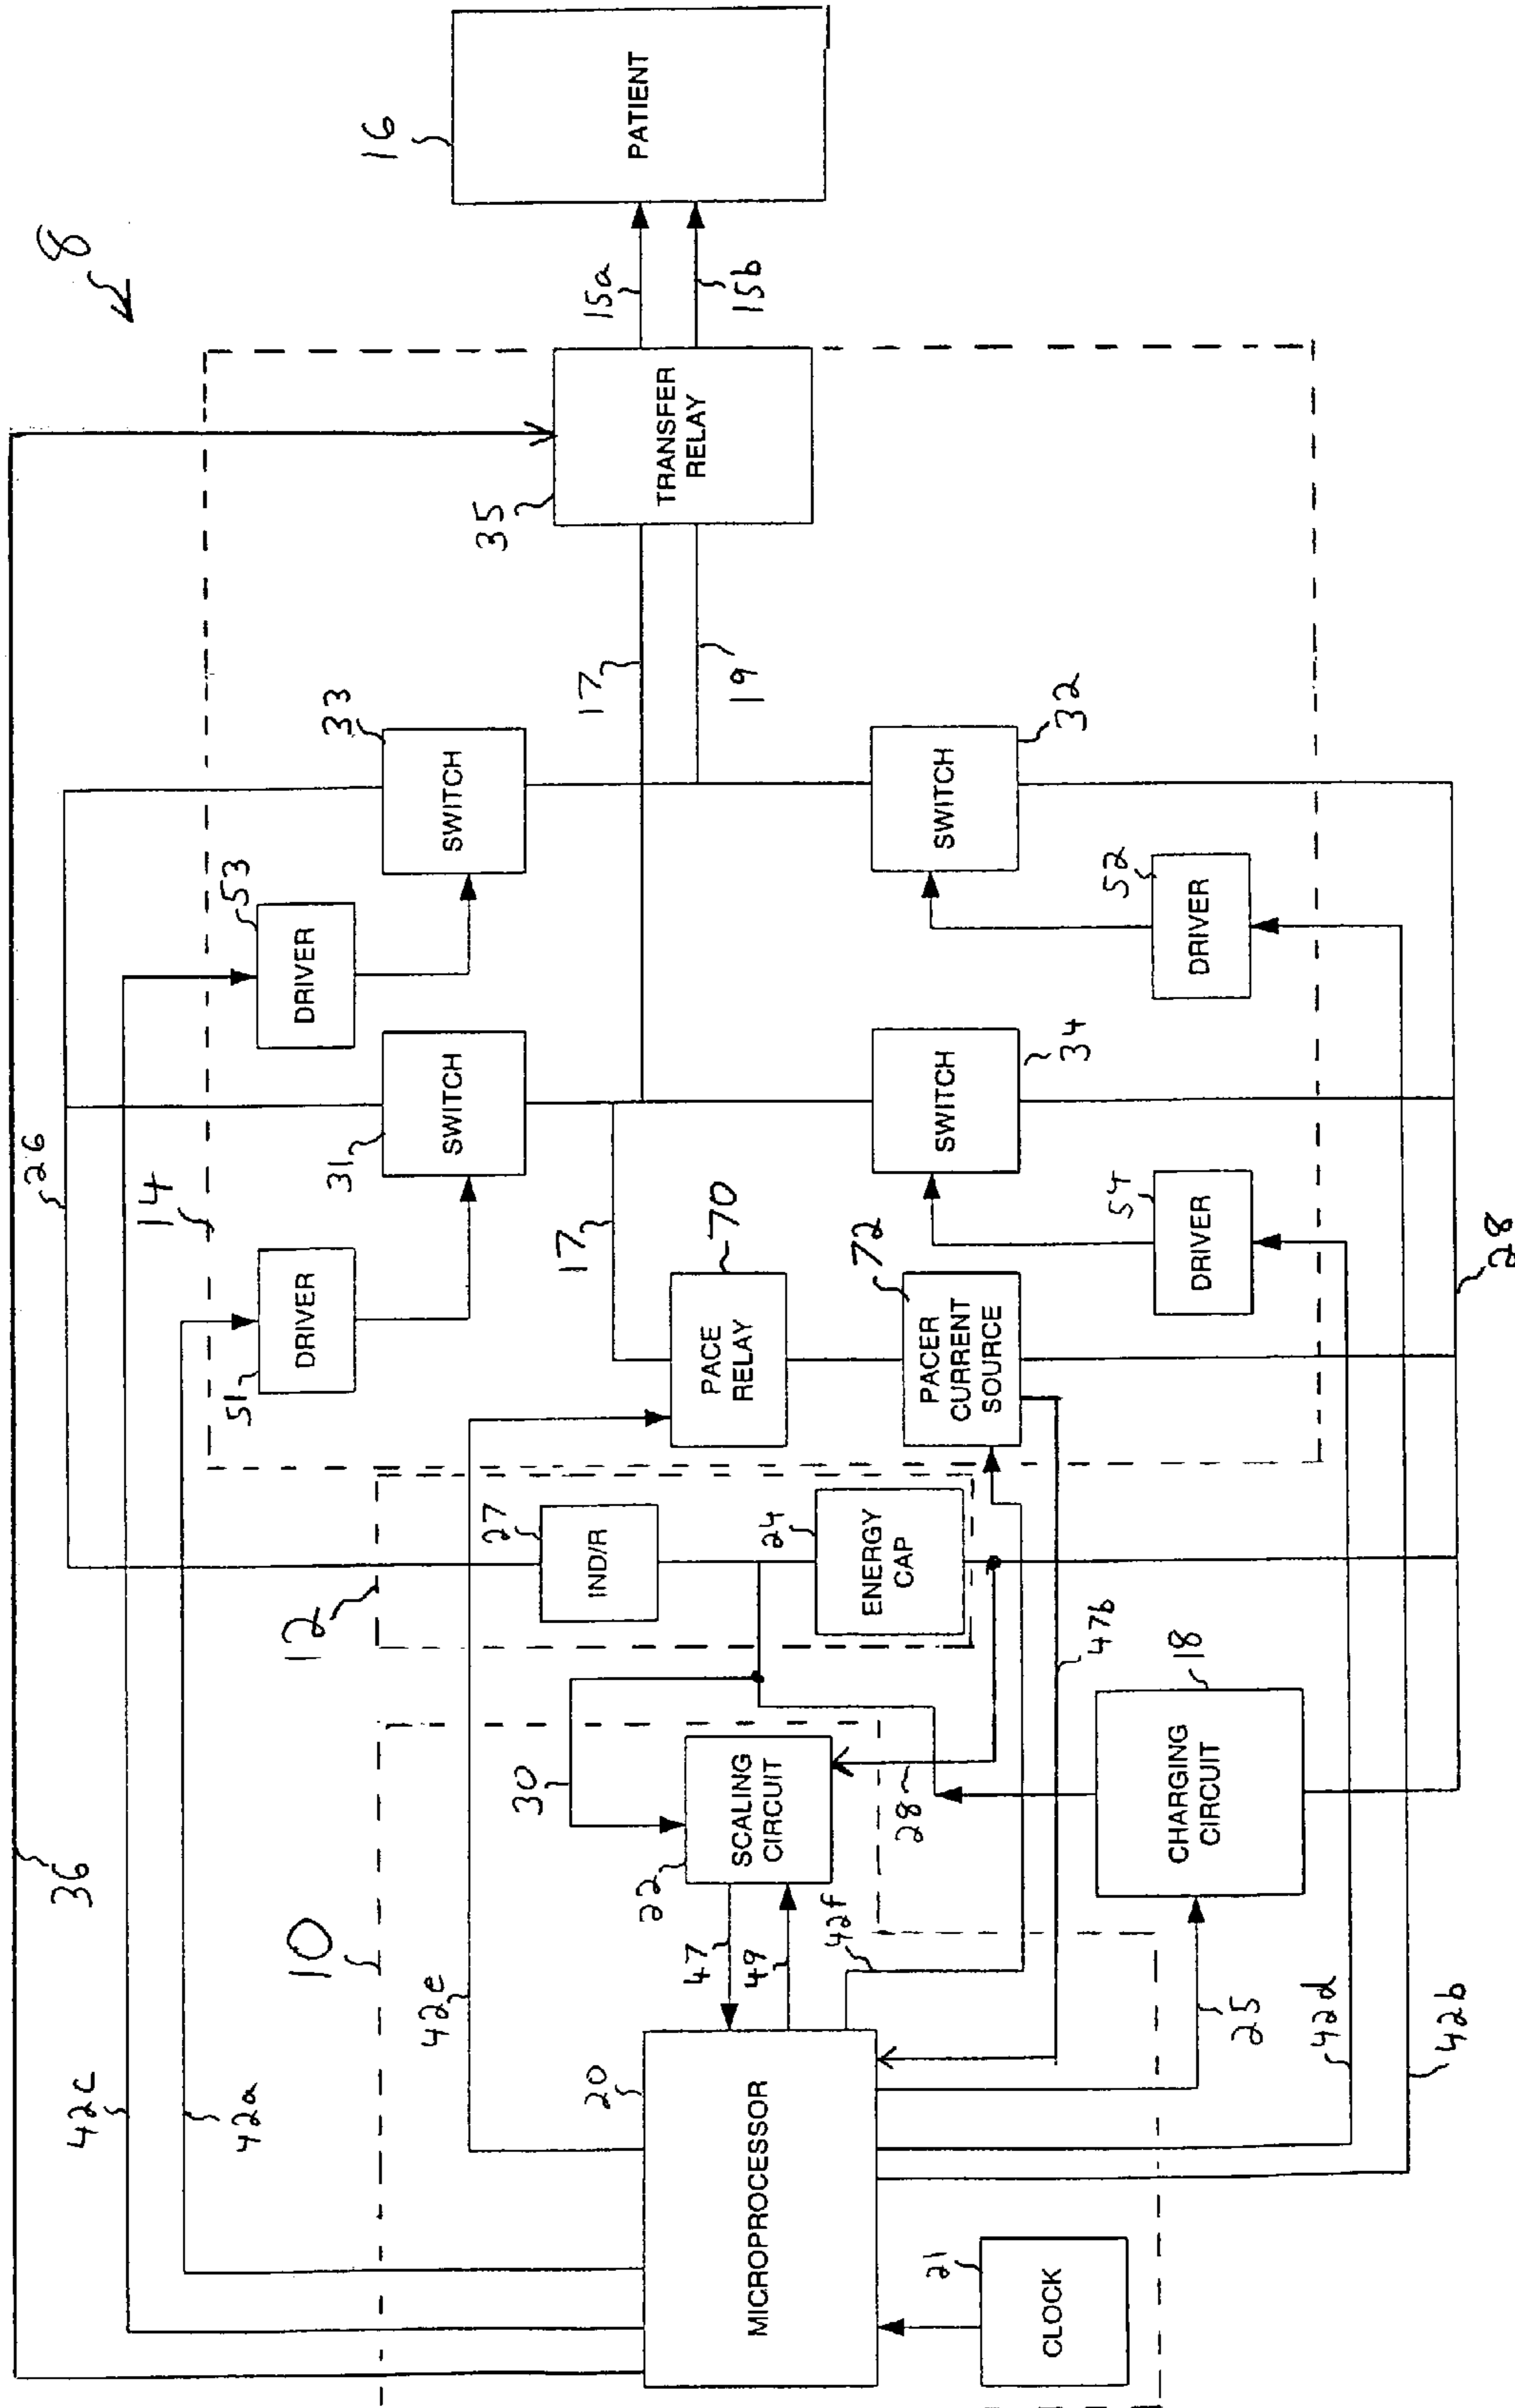 8
36
42c
42a
26
14
51
DRIVER
53
DRIVER
31
SWITCH
33
SWITCH
12
27
IND/R
24
ENERGY
CAP
17
PACE
RELAY
70
72
PACER
CURRENT
SOURCE
17
19
SWITCH
34
SWITCH
32
54
DRIVER
52
DRIVER
35
TRANSFER
RELAY
15a
15b
16
PATIENT
10
42e
30
22
SCALING
CIRCUIT
47
49
42f
28
47b
20
MICROPROCESSOR
21
CLOCK
18
CHARGING
CIRCUIT
25
42d
42b
28